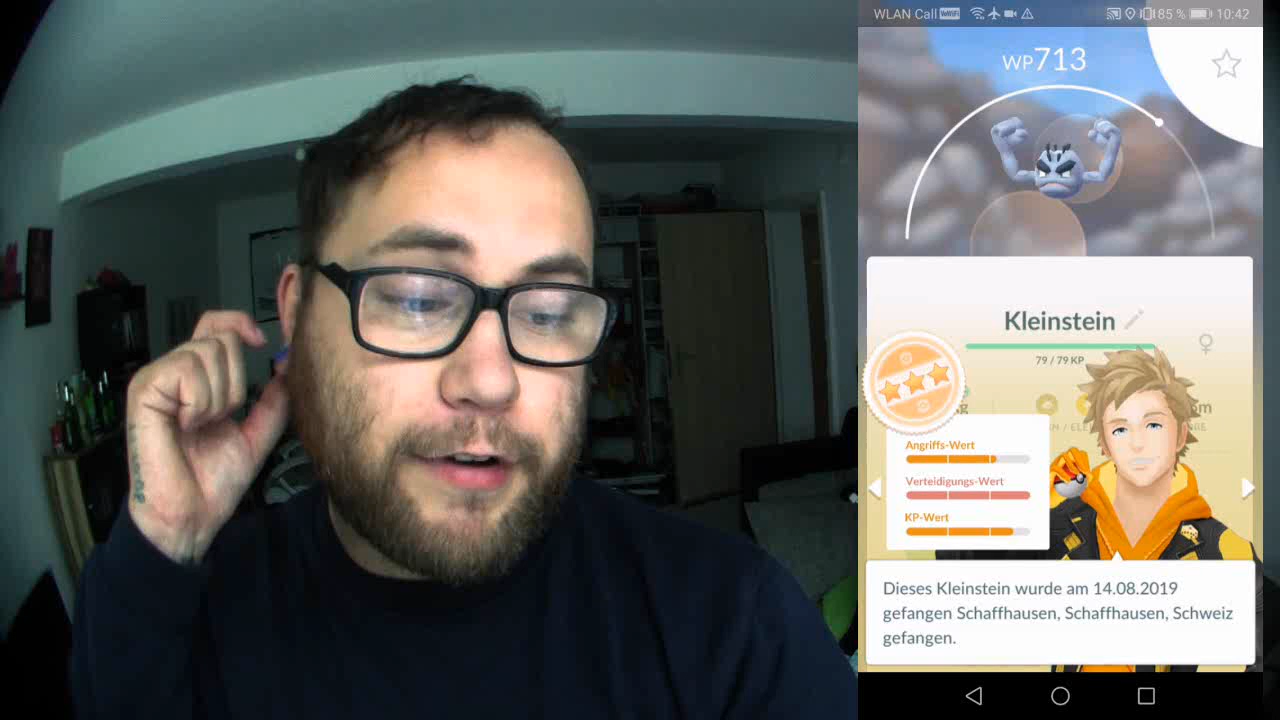 WLAN Call
85 %
10:42
WP713
Kleinstein
79 / 79 KP
Angriffs-Wert
Verteidigungs-Wert
KP-Wert
Dieses Kleinstein wurde am 14.08.2019
gefangen Schaffhausen, Schaffhausen, Schweiz
gefangen.